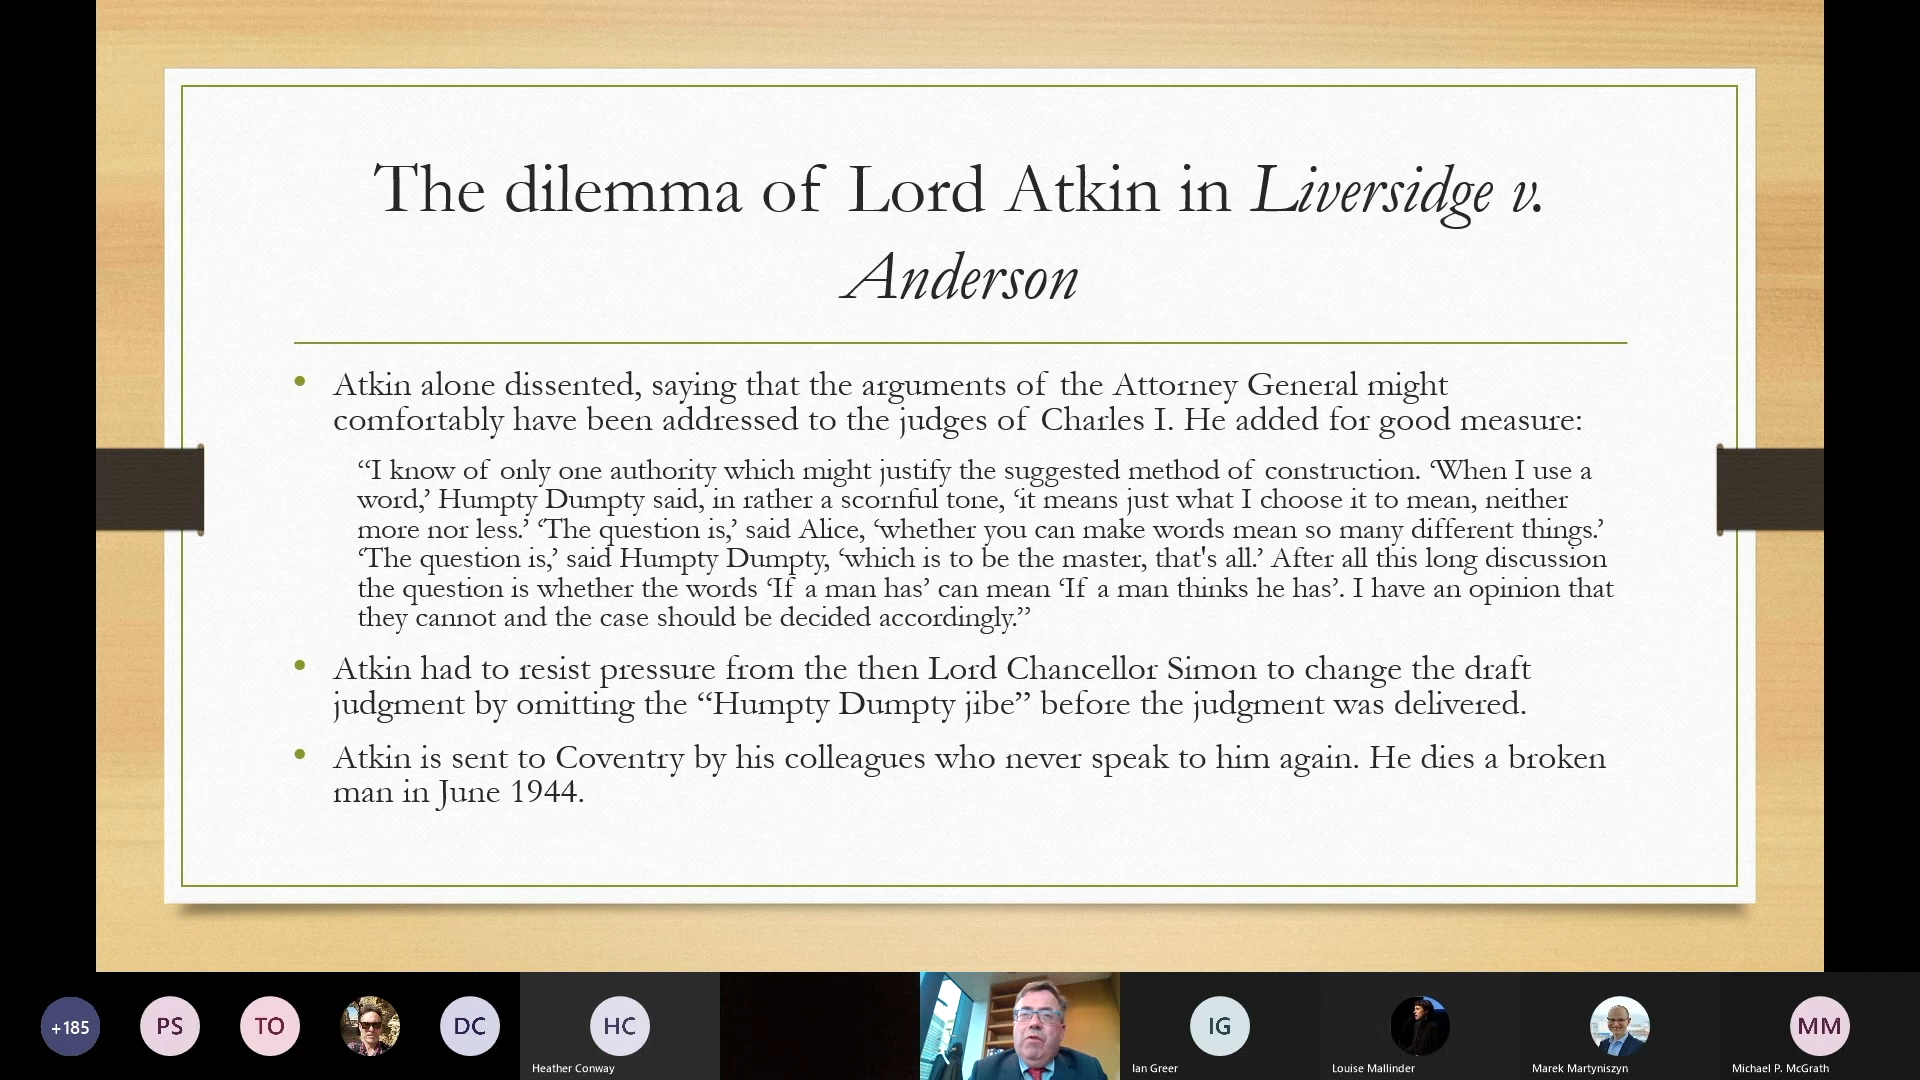 The dilemma of Lord Atkin in Liversidge v.
Anderson
• Atkin alone dissented, saying that the arguments of the Attorney General might
comfortably have been addressed to the judges of Charles I. He added for good measure:
“I know of only one authority which might justify the suggested method of construction. ‘When I use a
word,’ Humpty Dumpty said, in rather a scornful tone, ‘it means just what I choose it to mean, neither
more nor less.’ ‘The question is,’ said Alice, ‘whether you can make words mean so many different things.’
‘The question is,’ said Humpty Dumpty, ‘which is to be the master, that's all.’ After all this long discussion
the question is whether the words ‘If a man has’ can mean ‘If a man thinks he has’. I have an opinion that
they cannot and the case should be decided accordingly.”
• Atkin had to resist pressure from the then Lord Chancellor Simon to change the draft
judgment by omitting the “Humpty Dumpty jibe” before the judgment was delivered.
• Atkin is sent to Coventry by his colleagues who never speak to him again. He dies a broken
man in June 1944.
+185
PS
TO
DC
HC
IG
MM
Heather Conway
Ian Greer
Louise Mallinder
Marek Martyniszyn
Michael P. McGrath